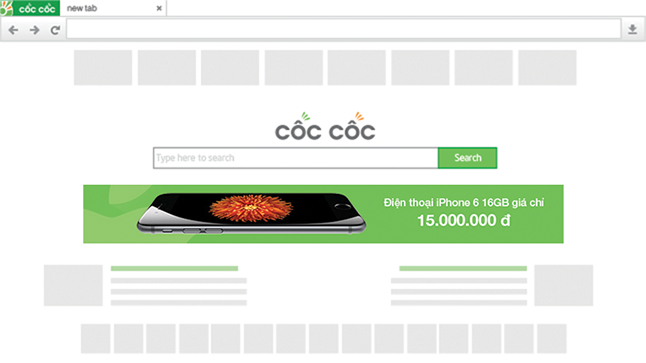 cốc cốc
new tab
cốc cốc
Type here to search
Search
Điện thoại iPhone 6 16GB giá chỉ
15.000.000 đ